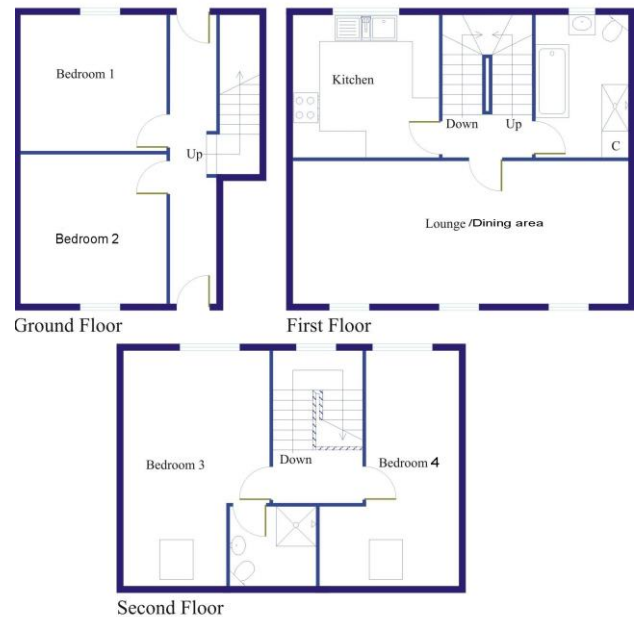 Bedroom 1
Up
Bedroom 2
Ground Floor
Kitchen
Down
Up
C
Lounge /Dining area
First Floor
Bedroom 3
Down
Bedroom 4
Second Floor